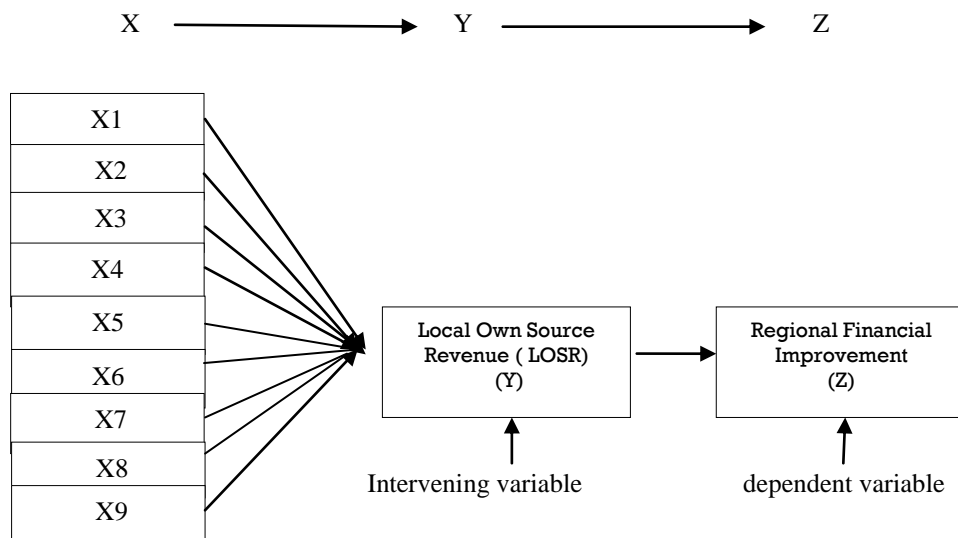 X Y Z
X1
X2
X3
X4
X5
X6
X7
X8
X9
Local Own Source
Revenue ( LOSR)
(Y)
Regional Financial
Improvement
(Z)
Intervening variable
dependent variable